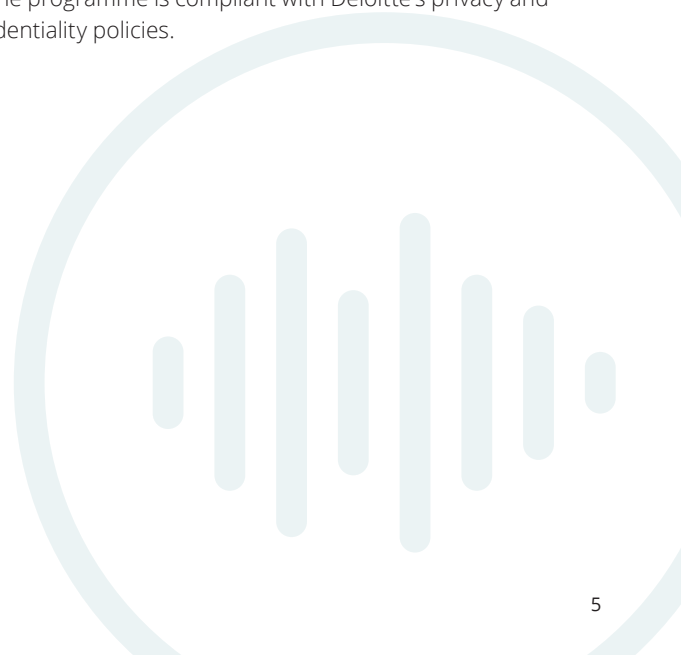 he programme is compliant with Deloitte's privacy and
dentiality policies.
5